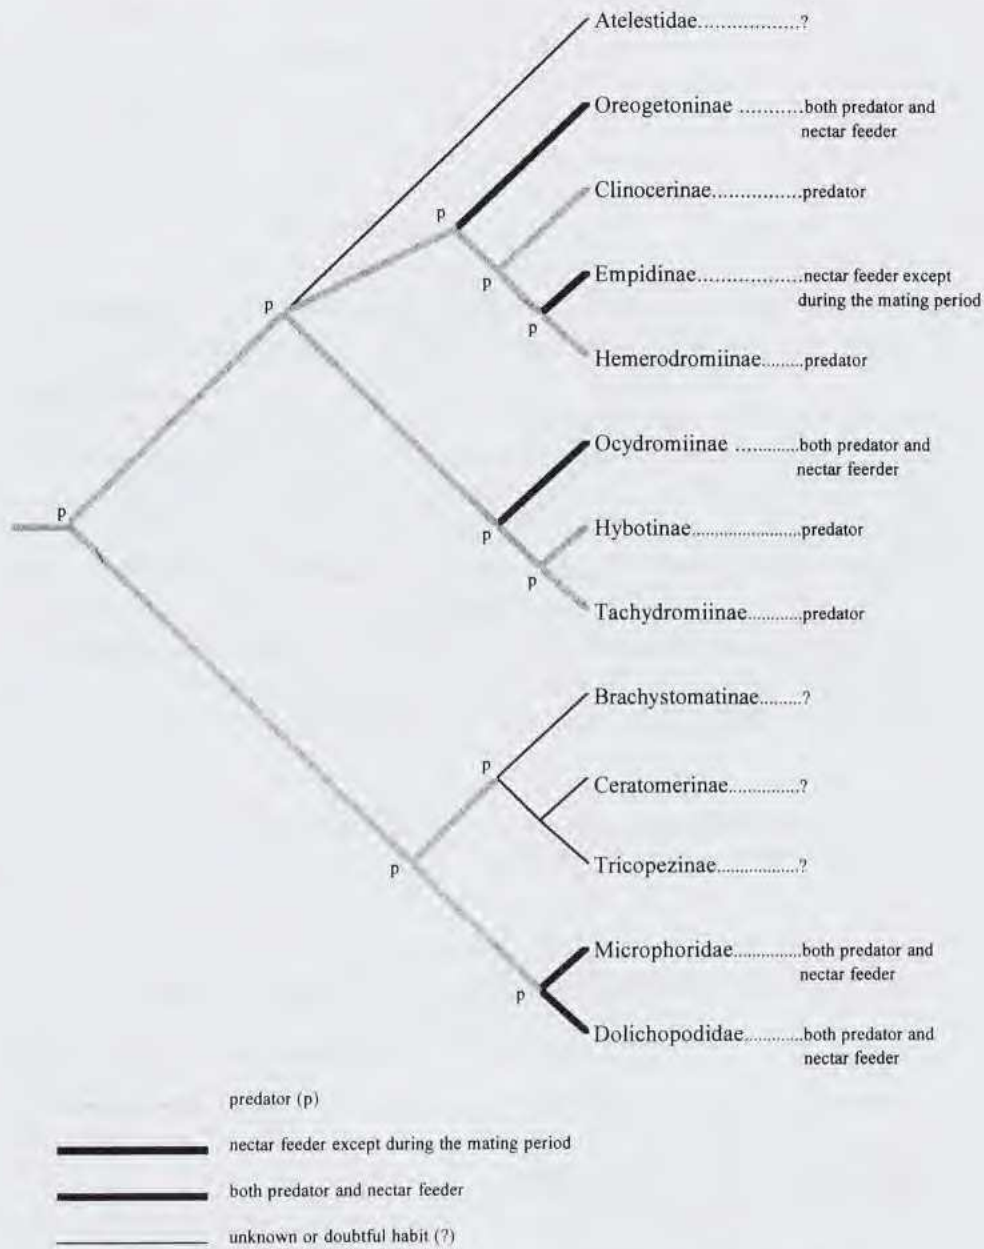 Atelestidae...................?
Oreogetoninae ...........both predator and
nectar feeder
p
Clinocerinae.................predator
p
Empidinae....................nectar feeder except
during the mating period
p
p
Hemerodromiinae.........predator
Ocydromiinae ............both predator and
nectar feerder
p
Hybotinae.....................predator
p
p
Tachydromiinae...........predator
Brachystomatinae.........?
p
Ceratomerinae..............?
p
Tricopezinae.................?
Microphoridae..............both predator and
nectar feeder
p
Dolichopodidae............both predator and
nectar feeder
predator (p)
nectar feeder except during the mating period
both predator and nectar feeder
unknown or doubtful habit (?)